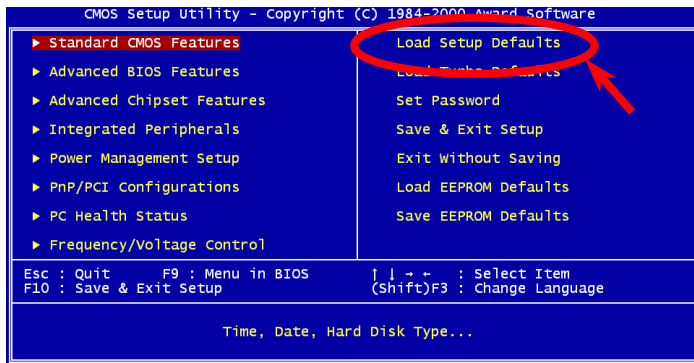 CMOS Setup Utility - Copyright (C) 1984-2000 Award Software
▶ Standard CMOS Features
▶ Advanced BIOS Features
▶ Advanced Chipset Features
▶ Integrated Peripherals
▶ Power Management Setup
▶ PnP/PCI Configurations
▶ PC Health Status
▶ Frequency/Voltage Control
Load Setup Defaults
Load Turbo Defaults
Set Password
Save & Exit Setup
Exit Without Saving
Load EEPROM Defaults
Save EEPROM Defaults
Esc : Quit F9 : Menu in BIOS ↑ ↓ → ← : Select Item
F10 : Save & Exit Setup (Shift)F3 : Change Language
Time, Date, Hard Disk Type...